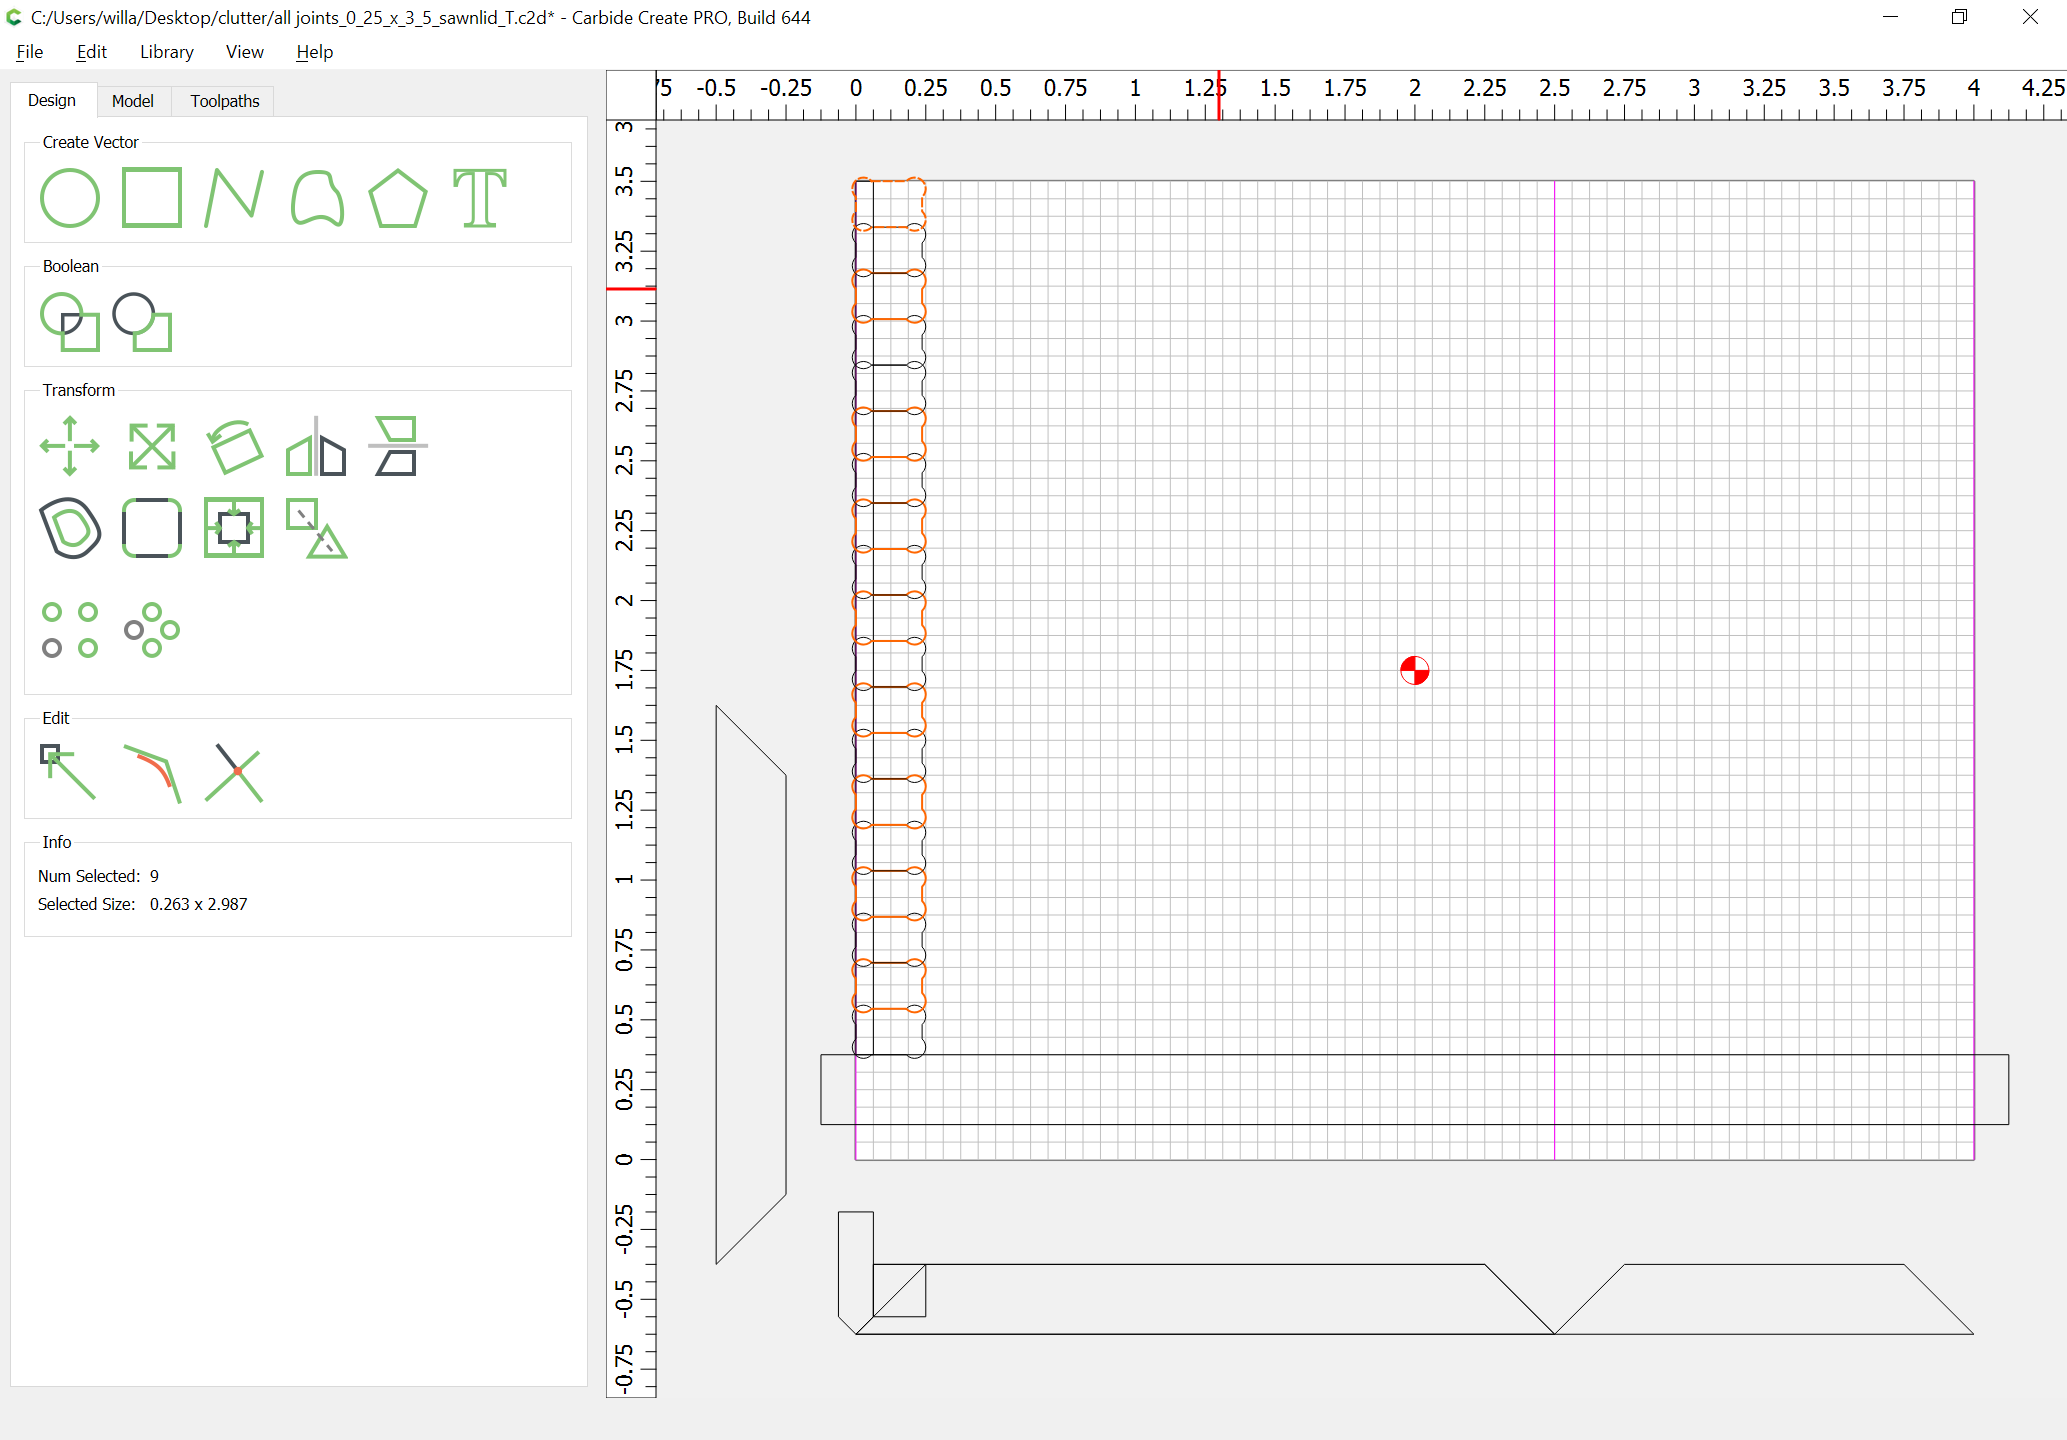 C:/Users/willa/Desktop/clutter/all joints_0_25_x_3_5_sawnlid_T.c2d* - Carbide Create PRO, Build 644
File Edit Library View Help
Design Model Toolpaths
Create Vector
Boolean
Transform
Edit
Info
Num Selected: 9
Selected Size: 0.263 x 2.987
-0.5 -0.25 0 0.25 0.5 0.75 1 1.25 1.5 1.75 2 2.25 2.5 2.75 3 3.25 3.5 3.75 4 4.25
3.5
3.25
3
2.75
2.5
2.25
2
1.75
1.5
1.25
1
0.75
0.5
0.25
0
-0.25
-0.5
-0.75